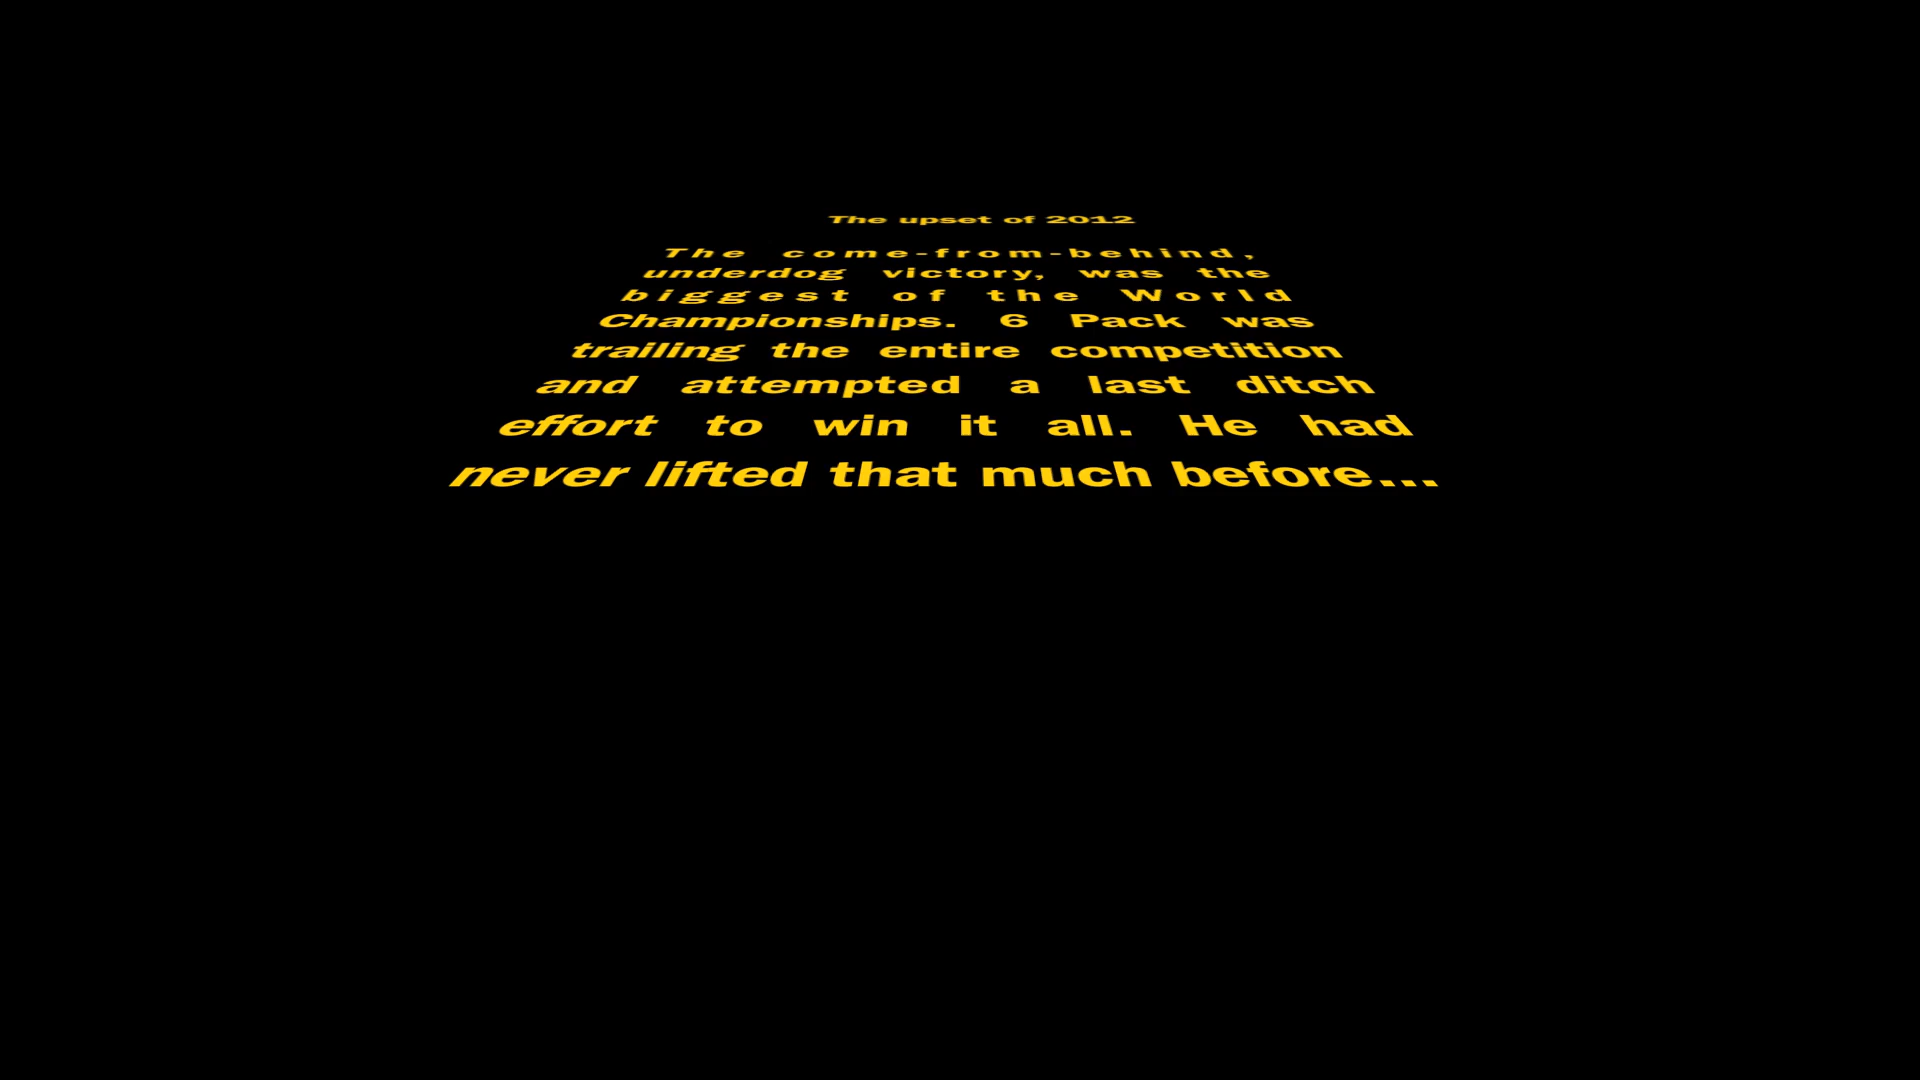 The upset of 2012
The come-from-behind,
underdog victory, was the
biggest of the World
Championships. 6 Pack was
trailing the entire competition
and attempted a last ditch
effort to win it all. He had
never lifted that much before...